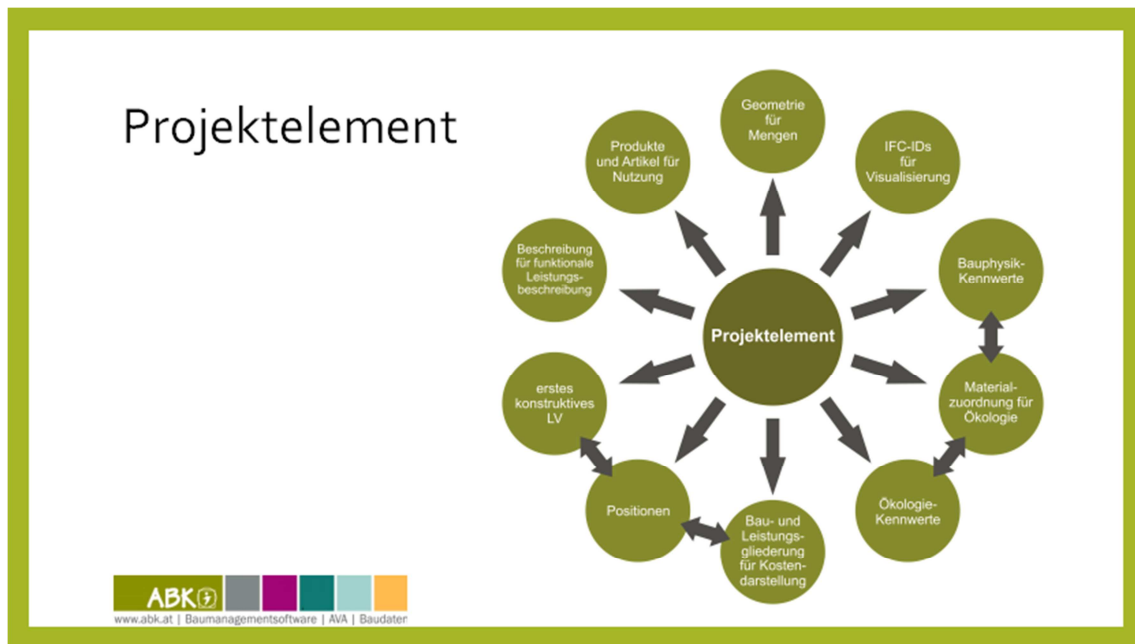 Projektelement
Geometrie
für
Mengen
IFC-IDs
für
Visualisierung
Bauphysik-
Kennwerte
Material-
zuordnung für
Ökologie
Ökologie-
Kennwerte
Bau- und
Leistungs-
gliederung
für Kosten-
darstellung
Positionen
erstes
konstruktives
LV
Beschreibung
für funktionale
Leistungs-
beschreibung
Produkte
und Artikel für
Nutzung
Projektelement
ABK
www.abk.at | Baumanagementsoftware | AVA | Baudaten